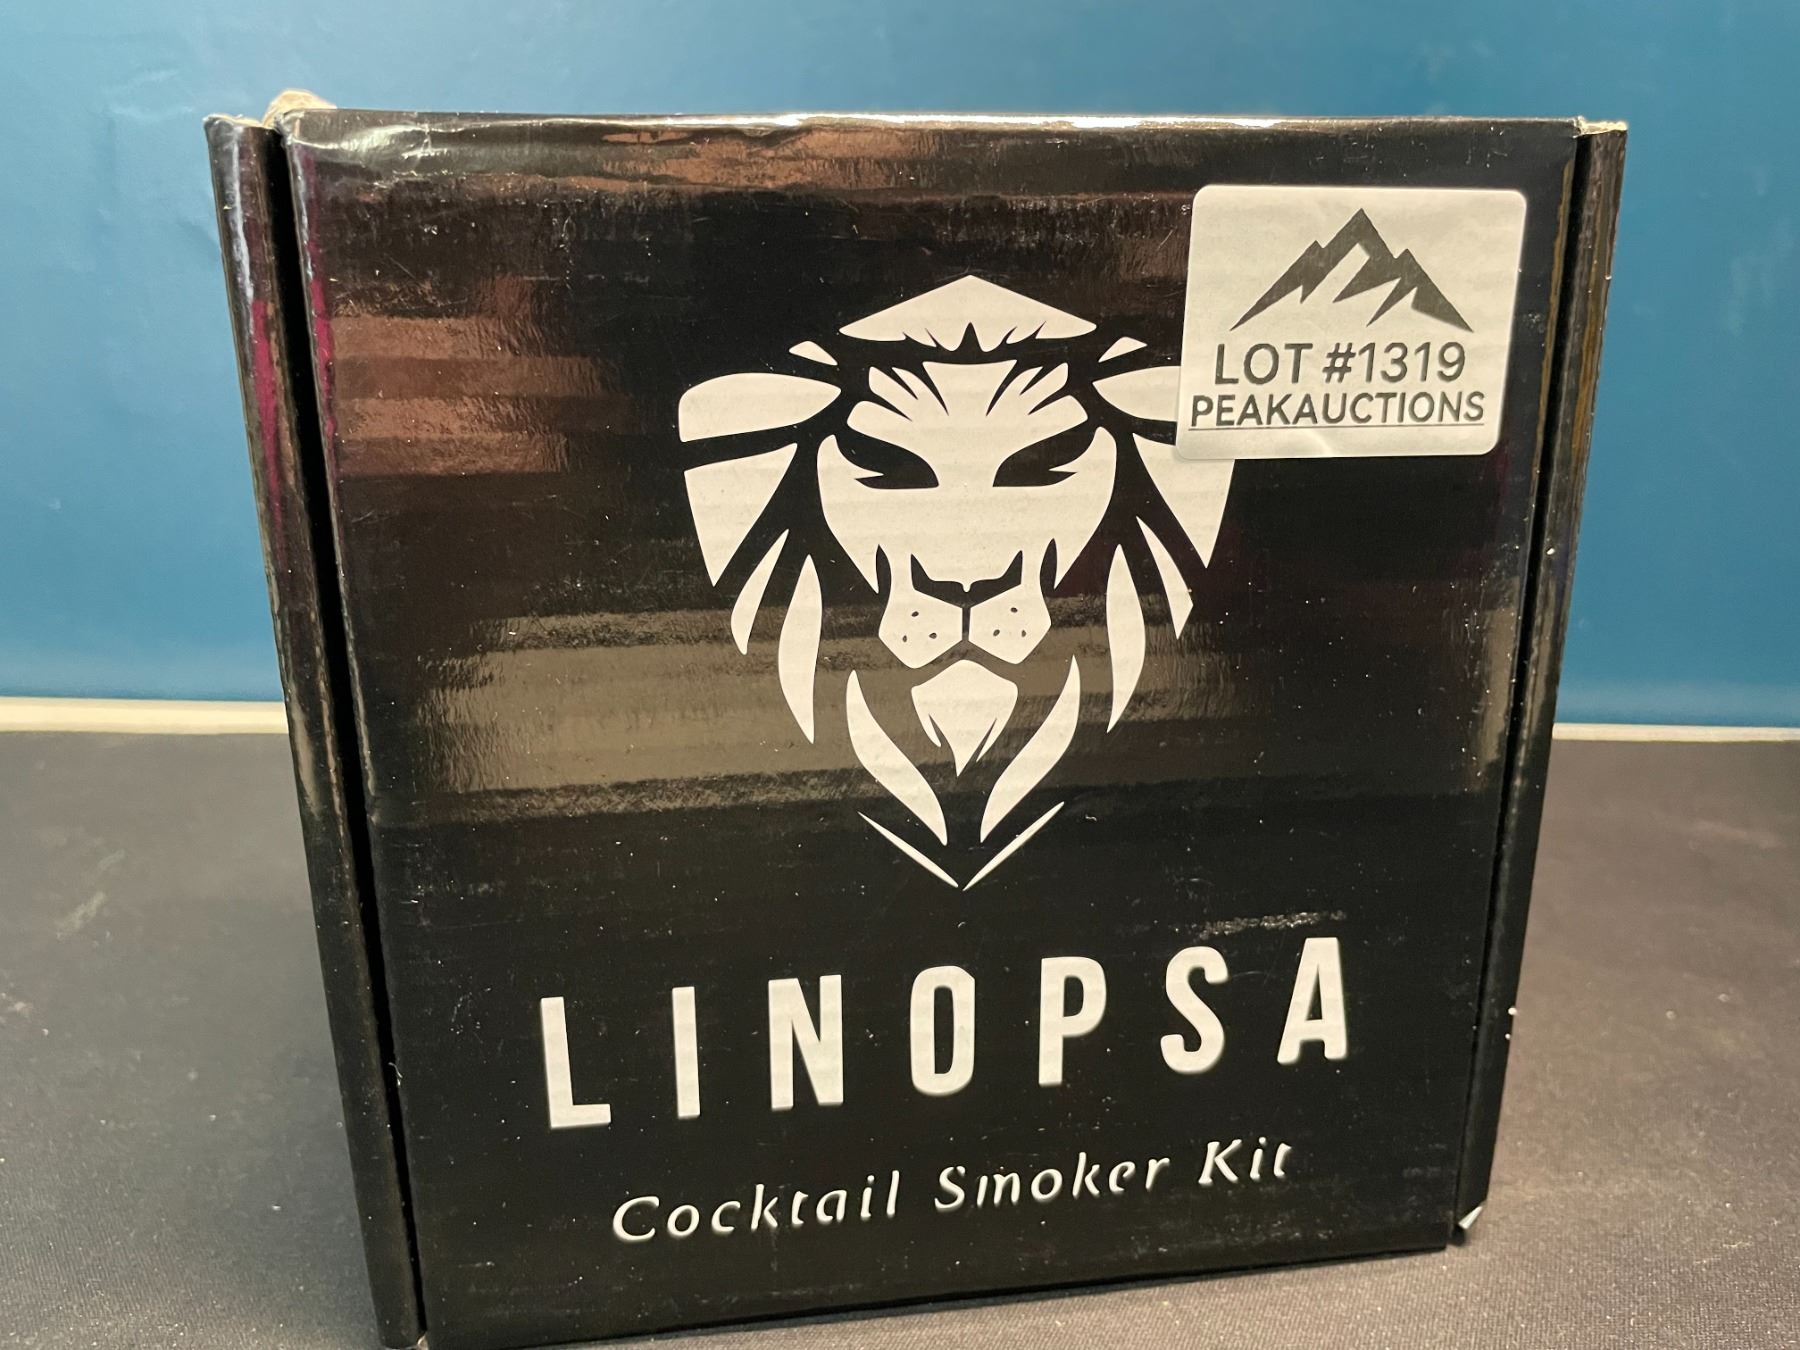 LOT #1319
PEAKAUCTIONS
LINOPSA
Cocktail Smoker Kit